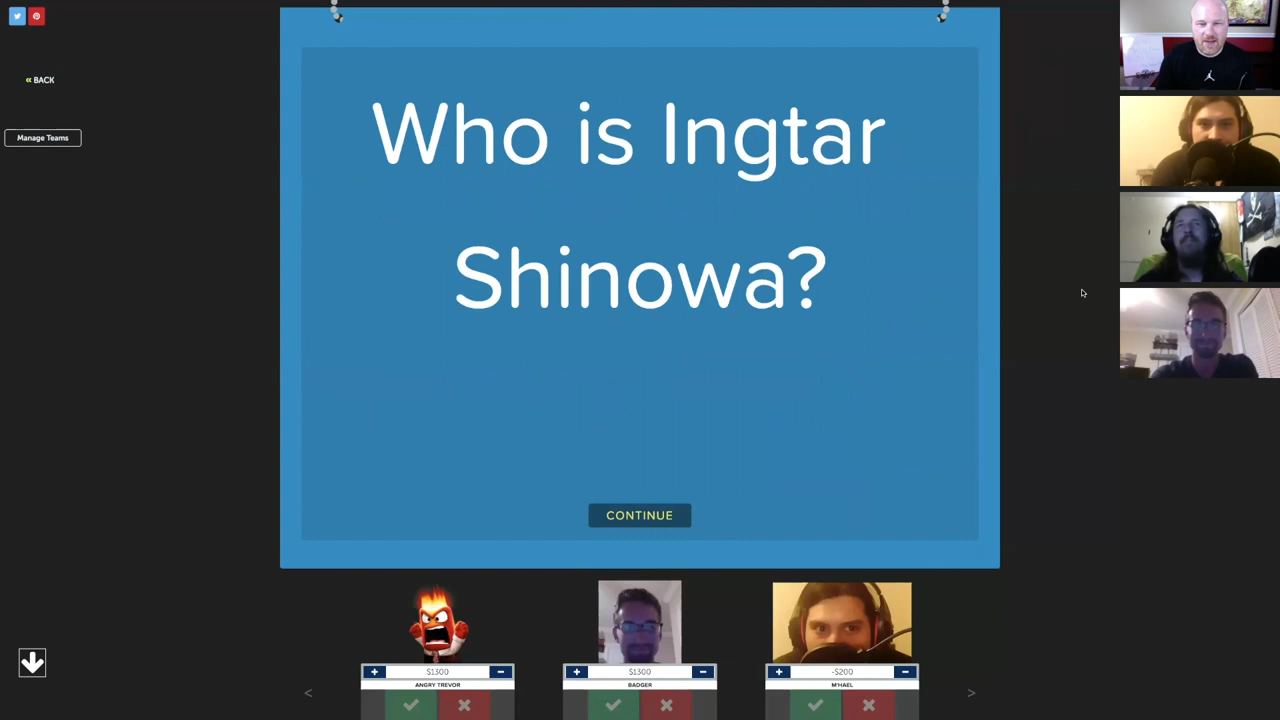 « BACK
Manage Teams
Who is Ingtar
Shinowa?
CONTINUE
+ $1300 −
ANGRY TREVOR
+ $1300 −
BADGER
+ -$200 −
M'HAEL
< >